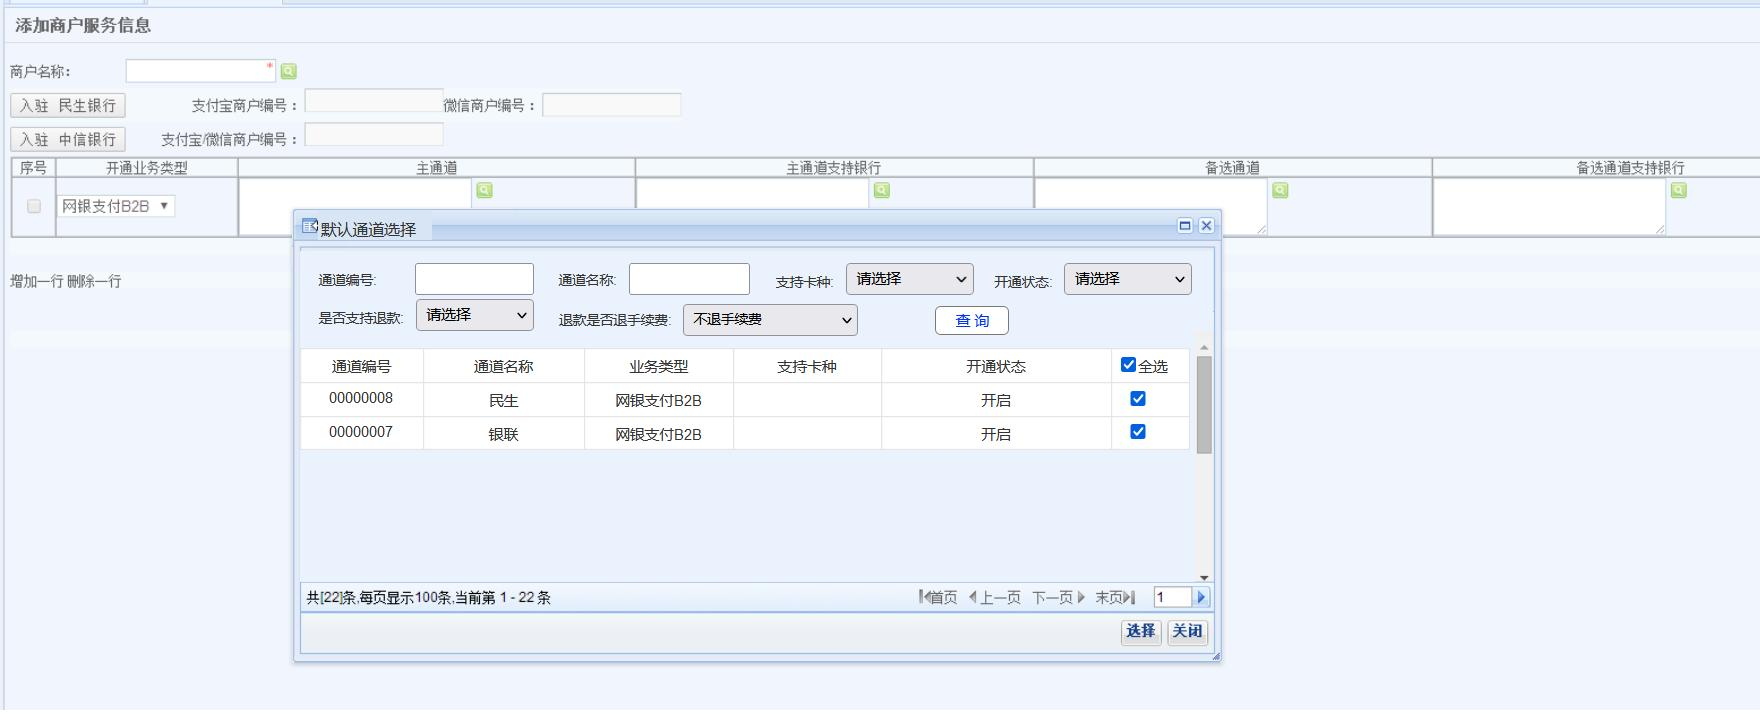 添加商户服务信息
商户名称:
*
入驻 民生银行 支付宝商户编号: 微信商户编号:
入驻 中信银行 支付宝/微信商户编号:
序号 开通业务类型 主通道 主通道支持银行 备选通道 备选通道支持银行
网银支付B2B
增加一行 删除一行
默认通道选择
通道编号: 通道名称: 支持卡种: 请选择 开通状态: 请选择
是否支持退款: 请选择 退款是否退手续费: 不退手续费 查 询
通道编号 通道名称 业务类型 支持卡种 开通状态 全选
00000008 民生 网银支付B2B 开启
00000007 银联 网银支付B2B 开启
共[22]条,每页显示100条,当前第 1 - 22 条 首页 上一页 下一页 末页 1
选择 关闭